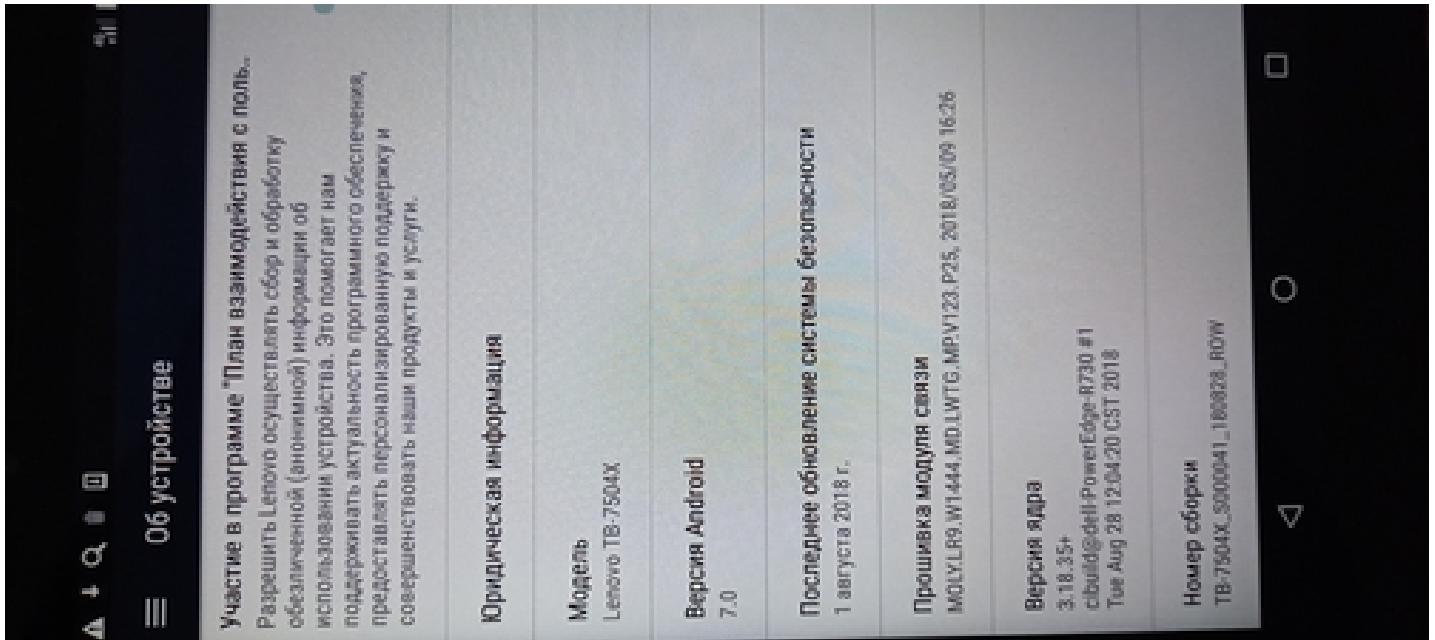 Об устройстве
Участие в программе "План взаимодействия с поль..
Разрешить Lenovo осуществлять сбор и обработку
обезличенной (анонимной) информации об
использовании устройства. Это помогает нам
поддерживать актуальность программного обеспечения,
предоставлять персонализированную поддержку и
совершенствовать наши продукты и услуги.
Юридическая информация
Модель
Lenovo TB-7504X
Версия Android
7.0
Последнее обновление системы безопасности
1 августа 2018 г.
Прошивка модуля связи
MOLY.LR9.W1444.MD.LWTG.MP.V123.P25, 2018/05/09 16:26
Версия ядра
3.18.35+
cibuild@dell-PowerEdge-R730 #1
Tue Aug 28 12:04:20 CST 2018
Номер сборки
TB-7504X_S000041_180828_ROW